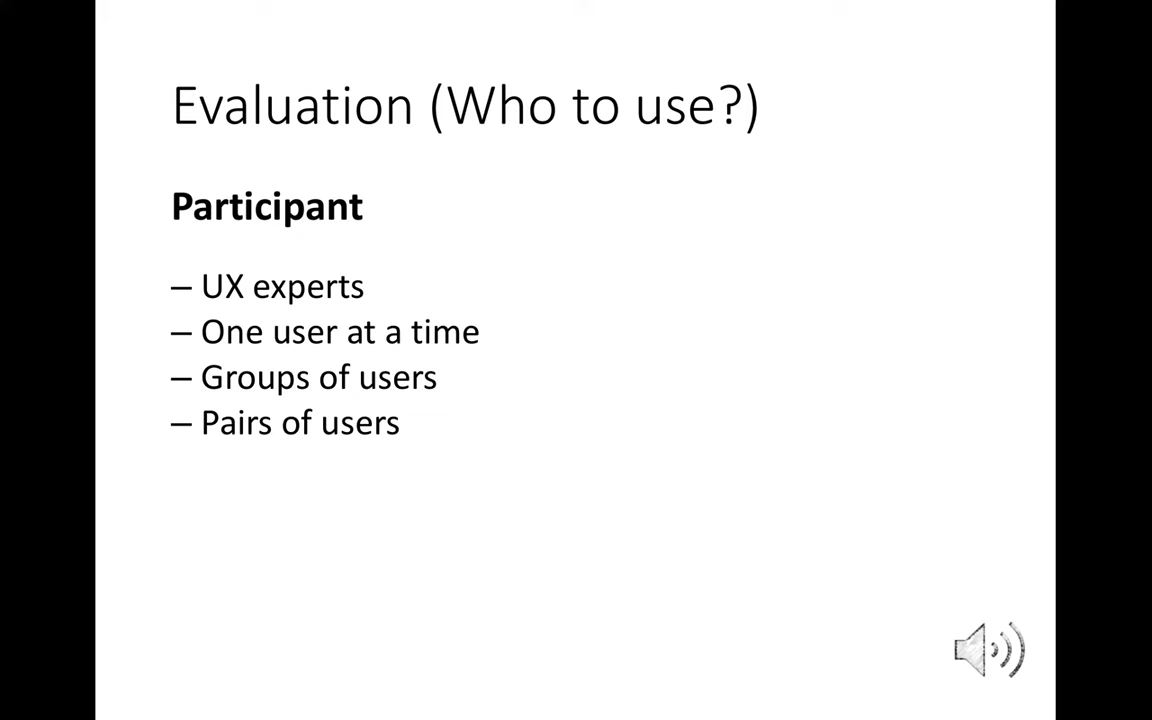 Evaluation (Who to use?)
Participant
– UX experts
– One user at a time
– Groups of users
– Pairs of users